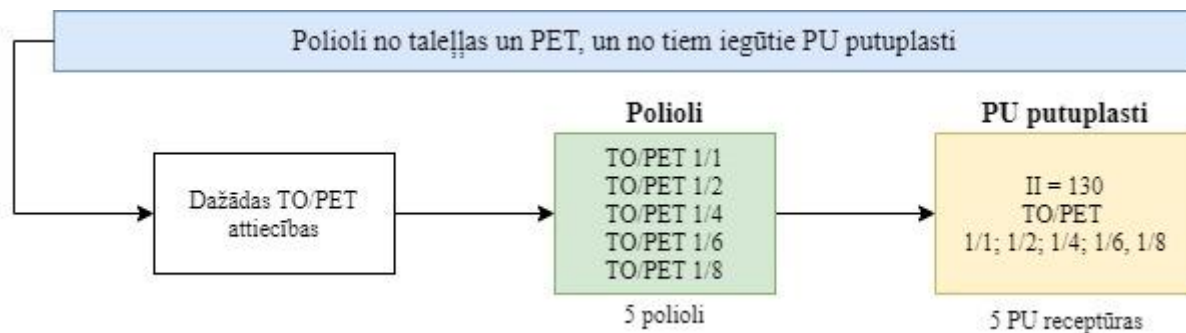 Polioli no taleļļas un PET, un no tiem iegūtie PU putuplasti
Dažādas TO/PET
attiecības
Polioli
TO/PET 1/1
TO/PET 1/2
TO/PET 1/4
TO/PET 1/6
TO/PET 1/8
5 polioli
PU putuplasti
II = 130
TO/PET
1/1; 1/2; 1/4; 1/6, 1/8
5 PU receptūras